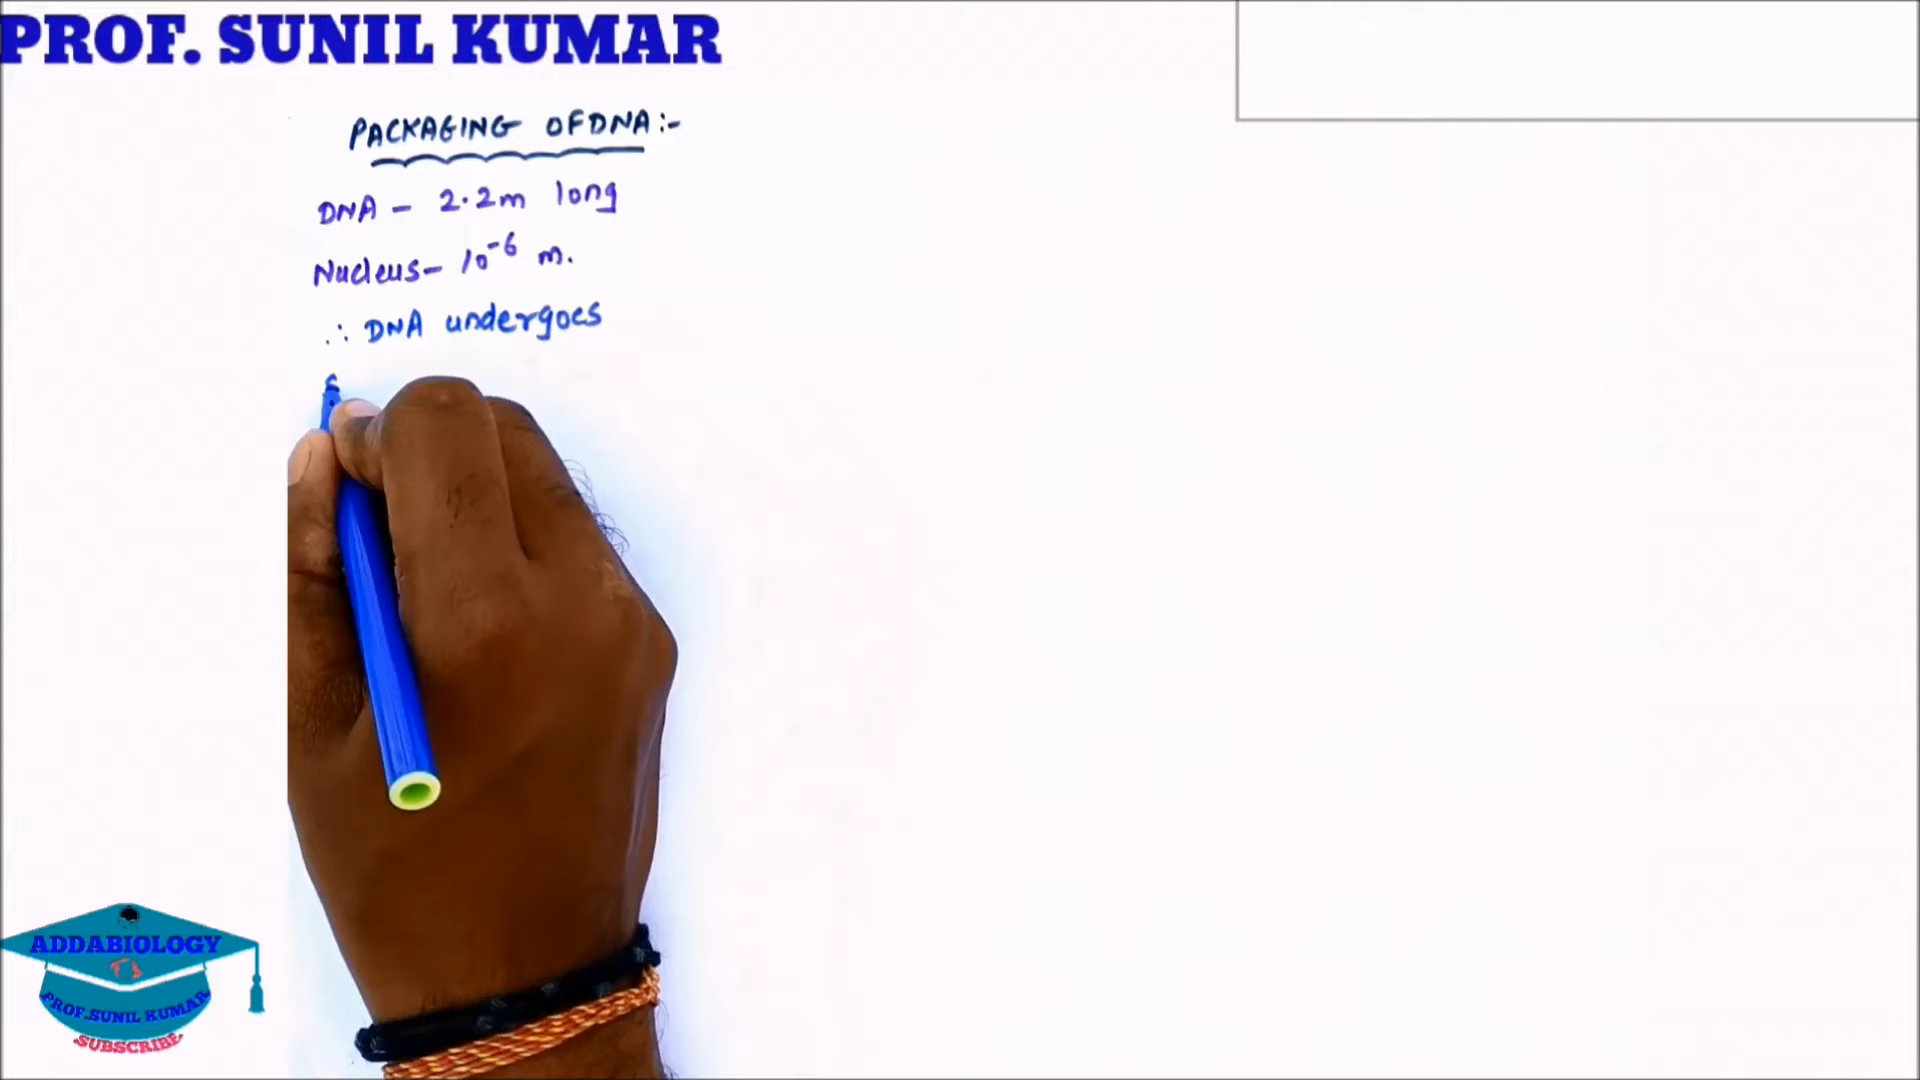 PROF. SUNIL KUMAR
PACKAGING OF DNA:-
DNA - 2.2m long
Nucleus - 10⁻⁶ m.
∴ DNA undergoes
S
ADDABIOLOGY
PROF.SUNIL KUMAR
SUBSCRIBE